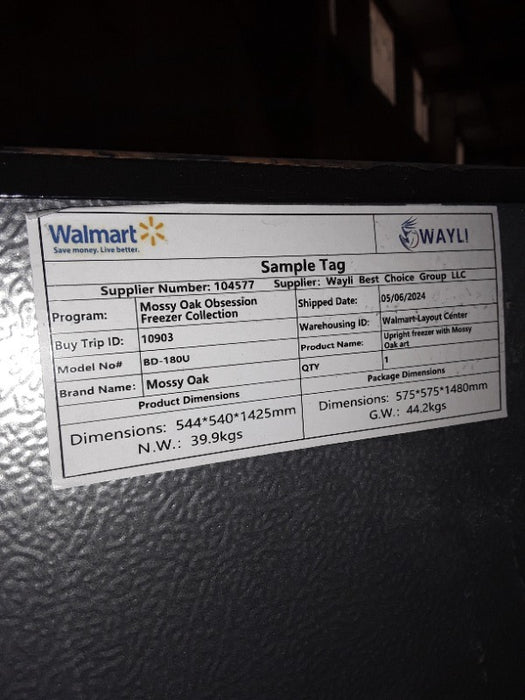 Walmart
Save money. Live better.
WAYLI
Sample Tag
Supplier Number: 104577 Supplier: Wayli Best Choice Group LLC
Program: Mossy Oak Obsession Freezer Collection
Shipped Date: 05/06/2024
Buy Trip ID: 10903
Warehousing ID: Walmart-Layout Center
Model No# BD-180U
Product Name: Upright freezer with Mossy Oak art
Brand Name: Mossy Oak
QTY 1
Product Dimensions
Package Dimensions
Dimensions: 544*540*1425mm
N.W.: 39.9kgs
Dimensions: 575*575*1480mm
G.W.: 44.2kgs